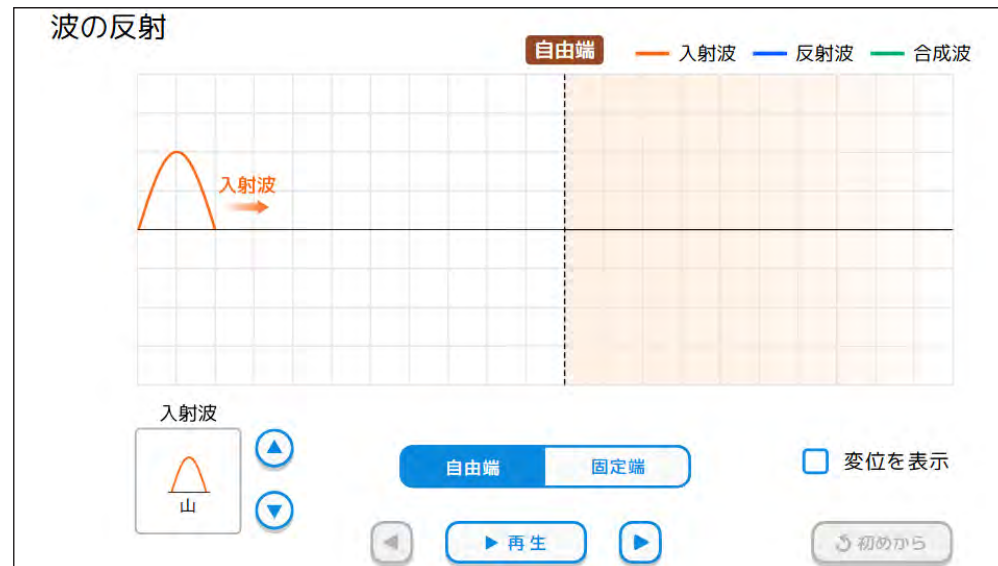 波の反射
自由端
入射波 反射波 合成波
入射波
入射波
山
自由端 固定端
変位を表示
再生
初めから